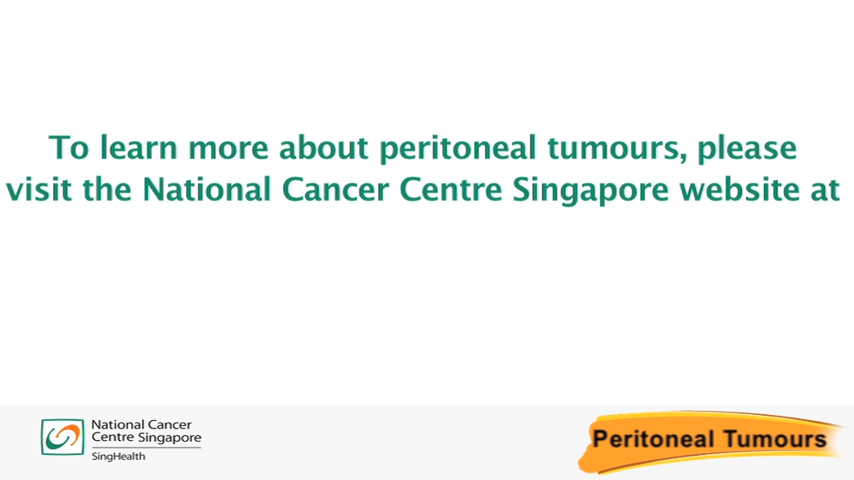 To learn more about peritoneal tumours, please
visit the National Cancer Centre Singapore website at
National Cancer
Centre Singapore
SingHealth
Peritoneal Tumours